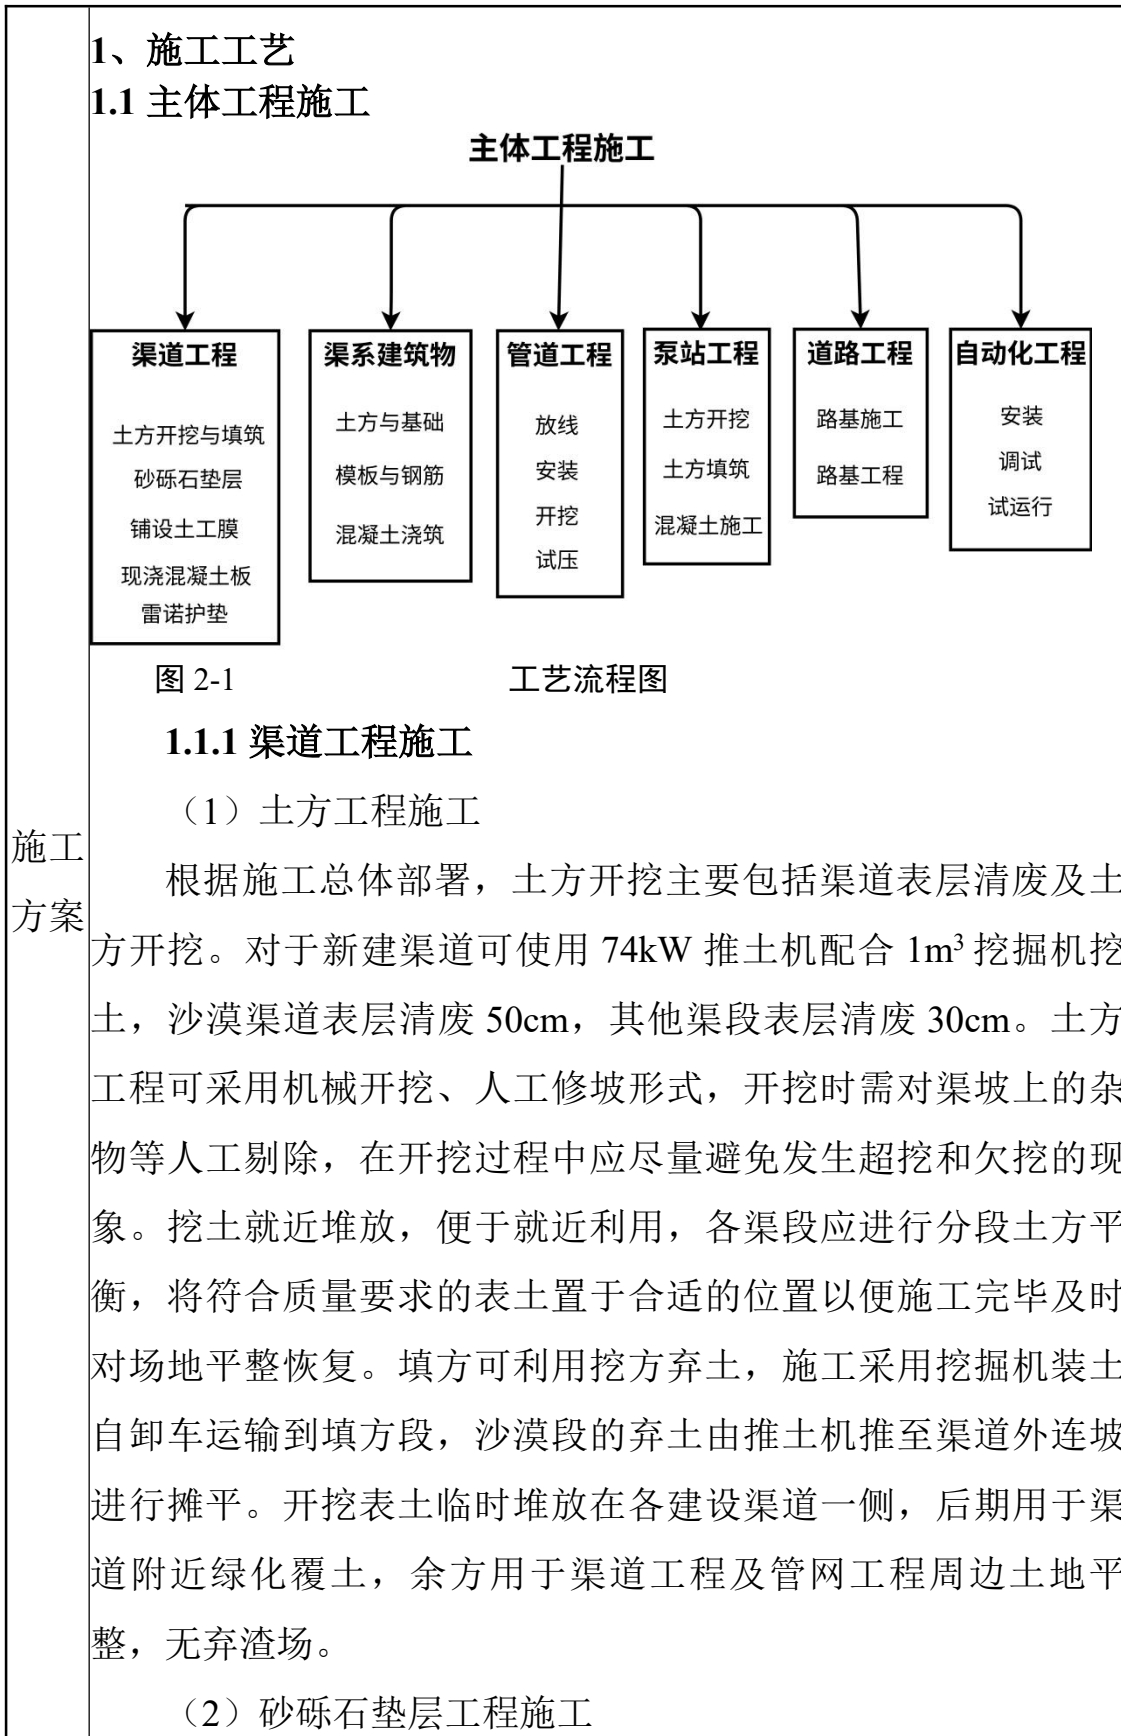 1、施工工艺
1.1 主体工程施工
主体工程施工
渠道工程
土方开挖与填筑
砂砾石垫层
铺设土工膜
现浇混凝土板
雷诺护垫
渠系建筑物
土方与基础
模板与钢筋
混凝土浇筑
管道工程
放线
安装
开挖
试压
泵站工程
土方开挖
土方填筑
混凝土施工
道路工程
路基施工
路基工程
自动化工程
安装
调试
试运行
图 2-1 工艺流程图
施工
方案
1.1.1 渠道工程施工
（1）土方工程施工
根据施工总体部署，土方开挖主要包括渠道表层清废及土
方开挖。对于新建渠道可使用 74kW 推土机配合 1m³ 挖掘机挖
土，沙漠渠道表层清废 50cm，其他渠段表层清废 30cm。土方
工程可采用机械开挖、人工修坡形式，开挖时需对渠坡上的杂
物等人工剔除，在开挖过程中应尽量避免发生超挖和欠挖的现
象。挖土就近堆放，便于就近利用，各渠段应进行分段土方平
衡，将符合质量要求的表土置于合适的位置以便施工完毕及时
对场地平整恢复。填方可利用挖方弃土，施工采用挖掘机装土
自卸车运输到填方段，沙漠段的弃土由推土机推至渠道外连坡
进行摊平。开挖表土临时堆放在各建设渠道一侧，后期用于渠
道附近绿化覆土，余方用于渠道工程及管网工程周边土地平
整，无弃渣场。
（2）砂砾石垫层工程施工